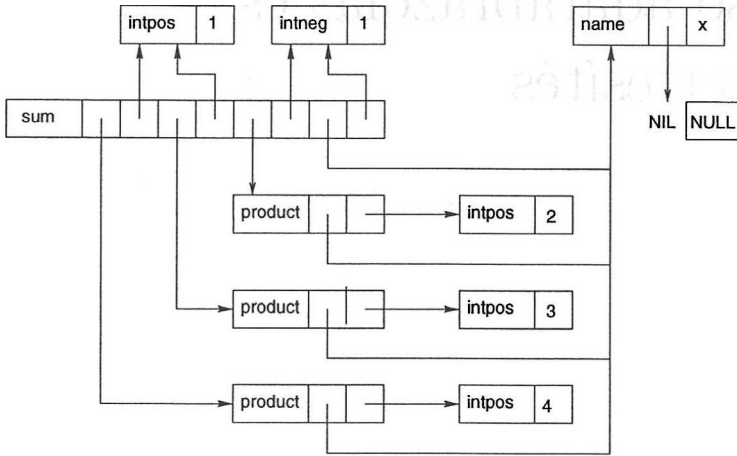 intpos 1 intneg 1 name x
sum NIL NULL
product intpos 2
product intpos 3
product intpos 4